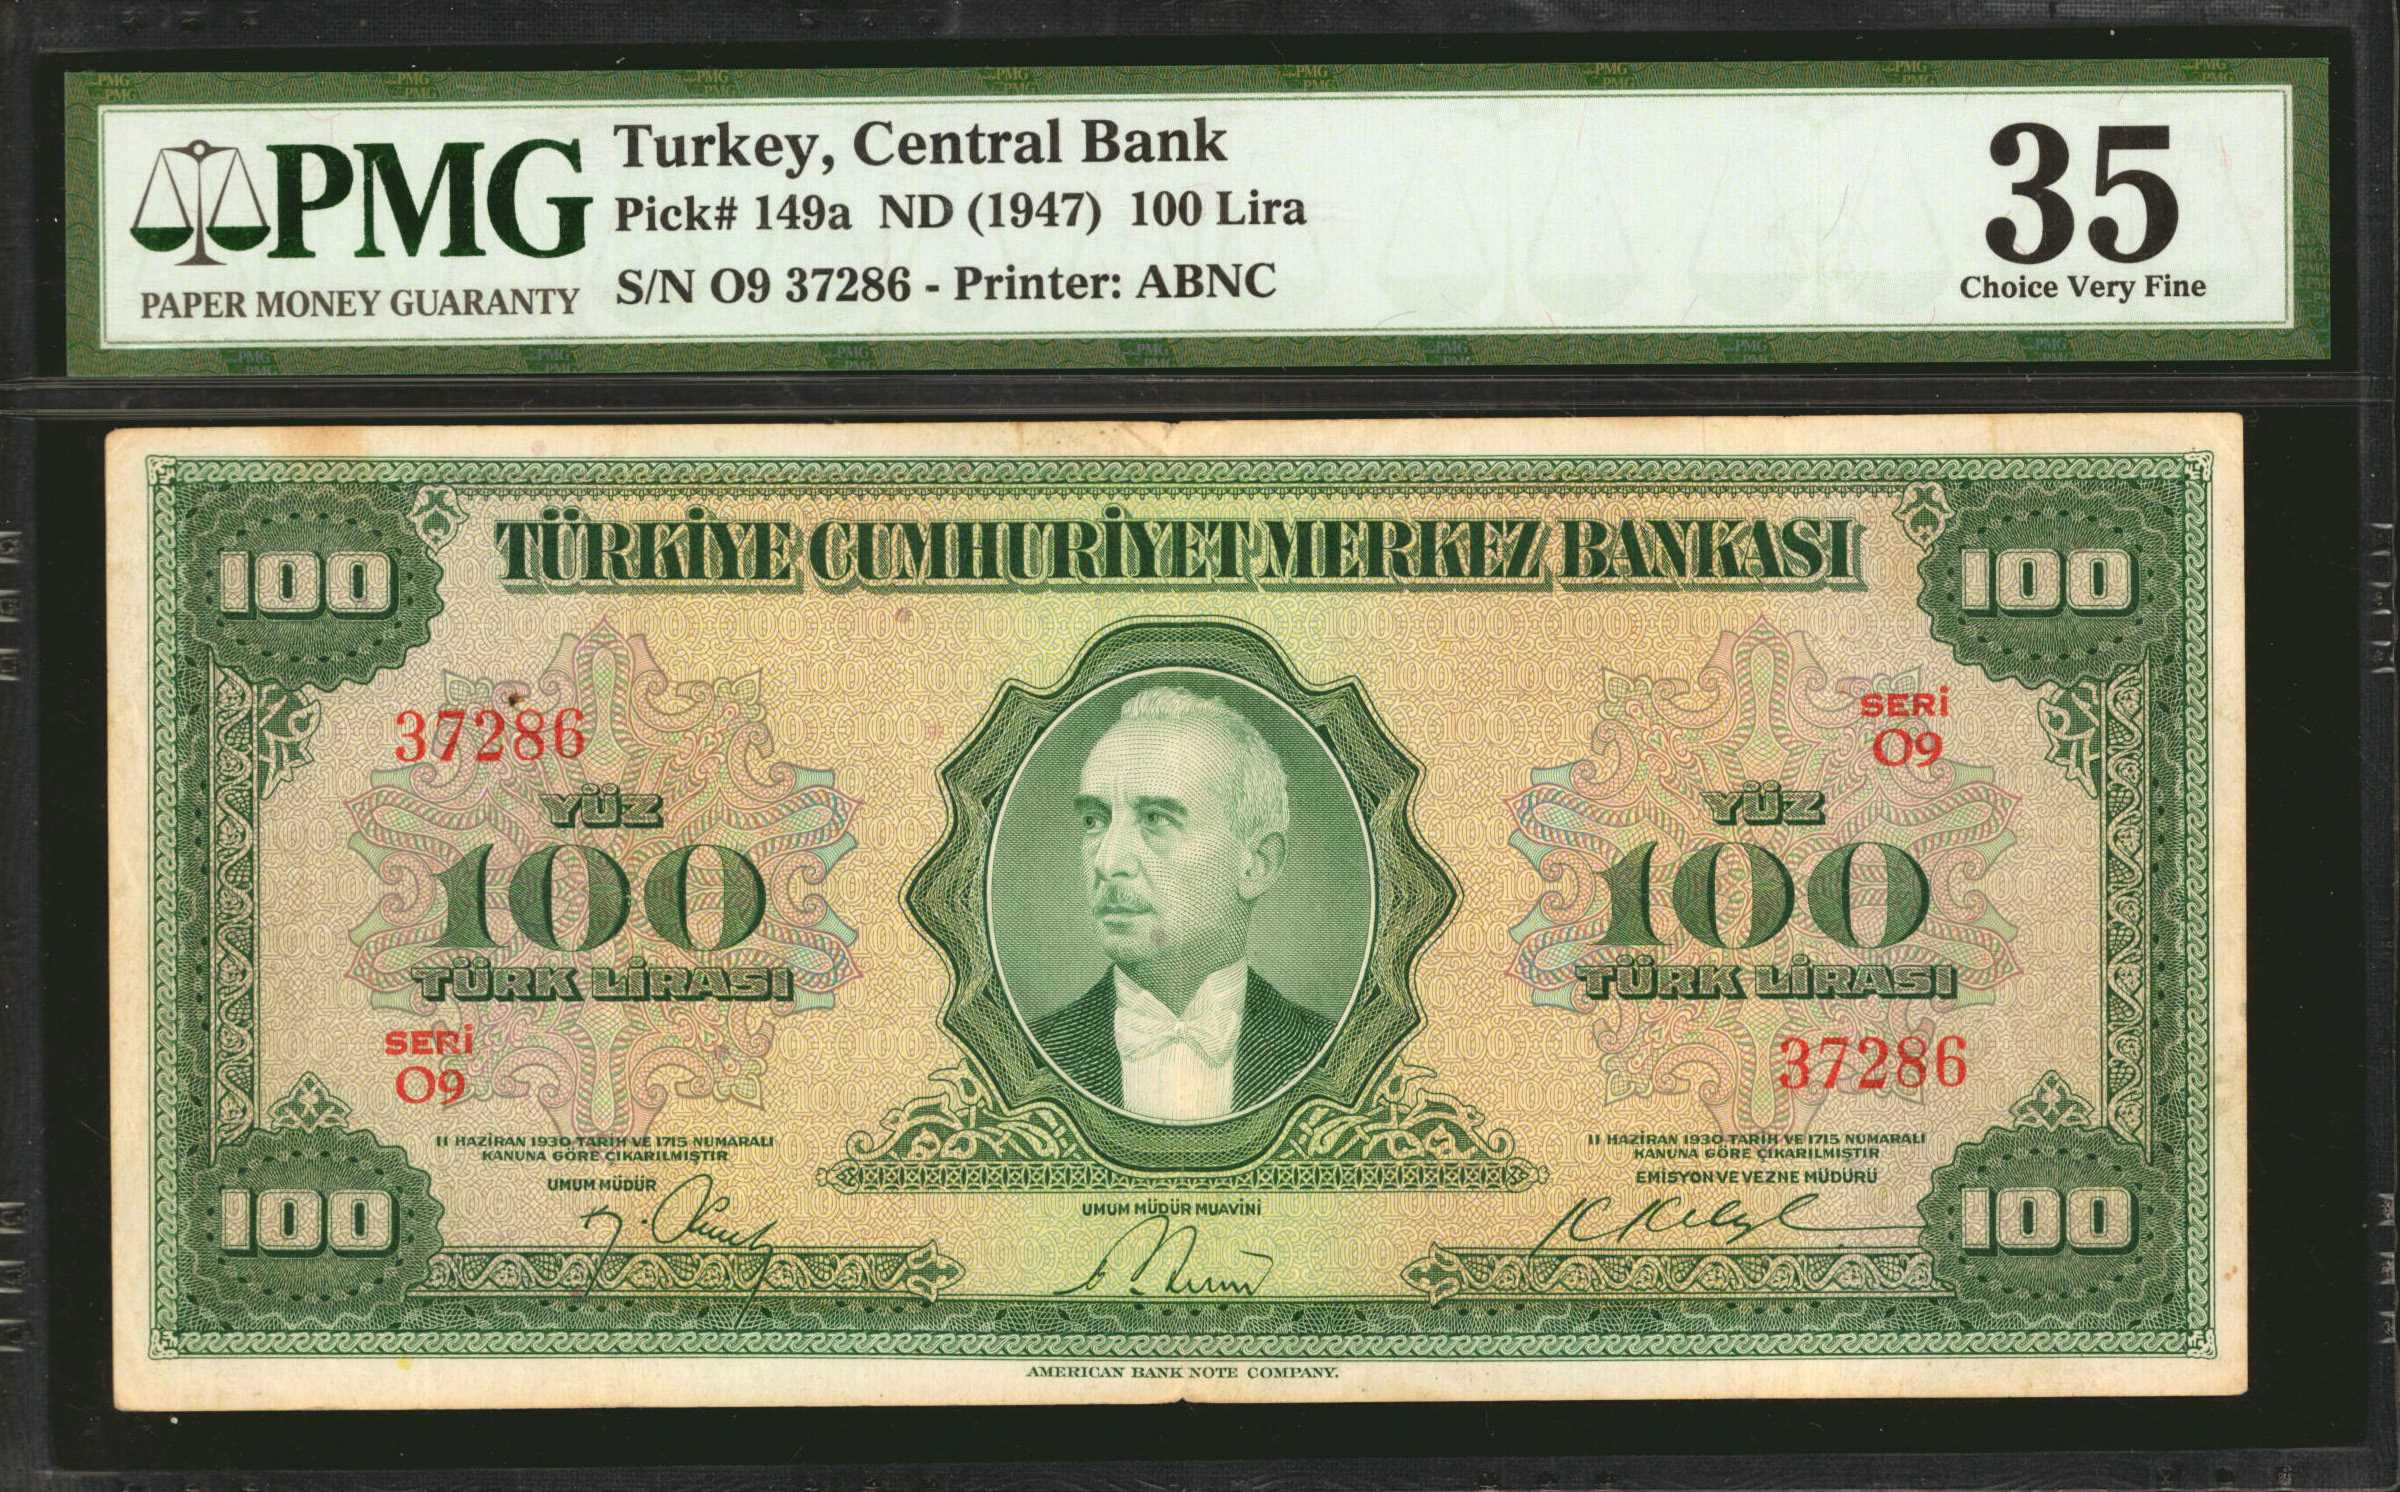 PMG
PAPER MONEY GUARANTY
Turkey, Central Bank
Pick# 149a ND (1947) 100 Lira
S/N O9 37286 - Printer: ABNC
35
Choice Very Fine
TÜRKİYE CUMHURİYET MERKEZ BANKASI
100
100
37286
SERİ
O9
YÜZ
100
TÜRK LİRASI
YÜZ
100
TÜRK LİRASI
SERİ
O9
37286
11 HAZİRAN 1930 TARİH VE 1715 NUMARALI
KANUNA GÖRE ÇIKARILMIŞTIR
UMUM MÜDÜR
UMUM MÜDÜR MUAVİNİ
11 HAZİRAN 1930 TARİH VE 1715 NUMARALI
KANUNA GÖRE ÇIKARILMIŞTIR
EMİSYON VE VEZNE MÜDÜRÜ
100
100
AMERICAN BANK NOTE COMPANY.